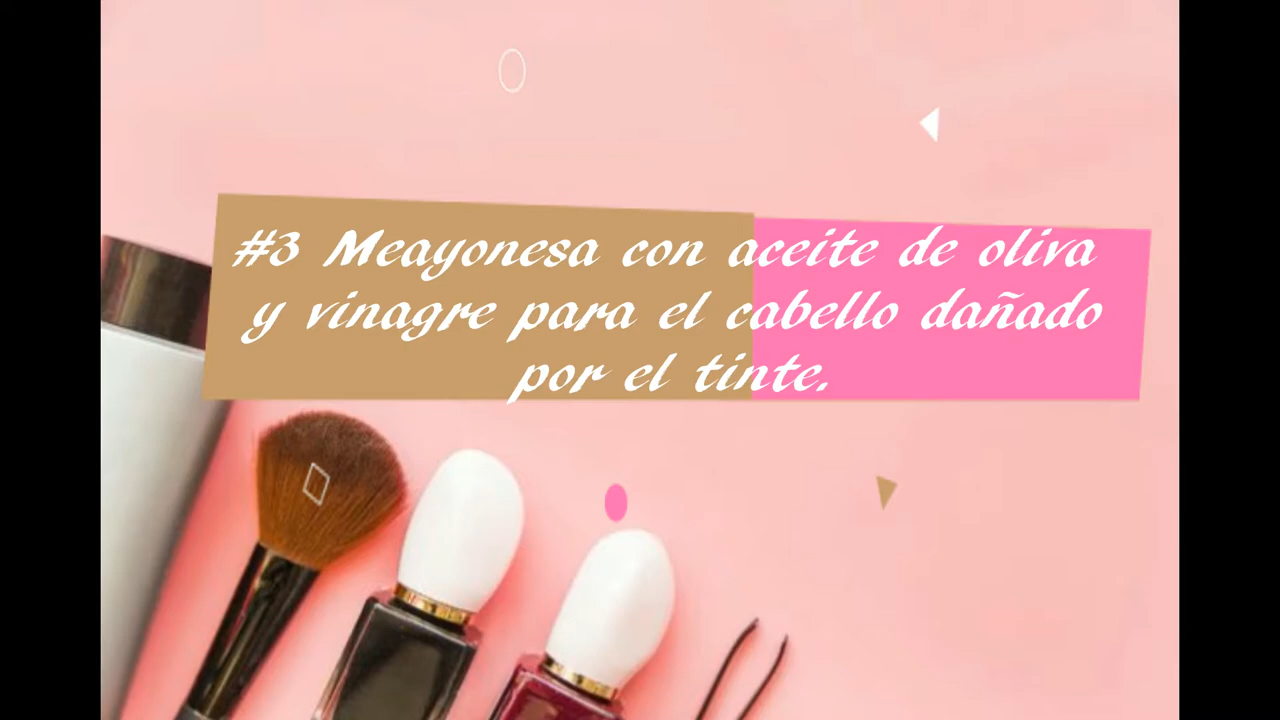 #3 Meayonesa con aceite de oliva
y vinagre para el cabello dañado
por el tinte.